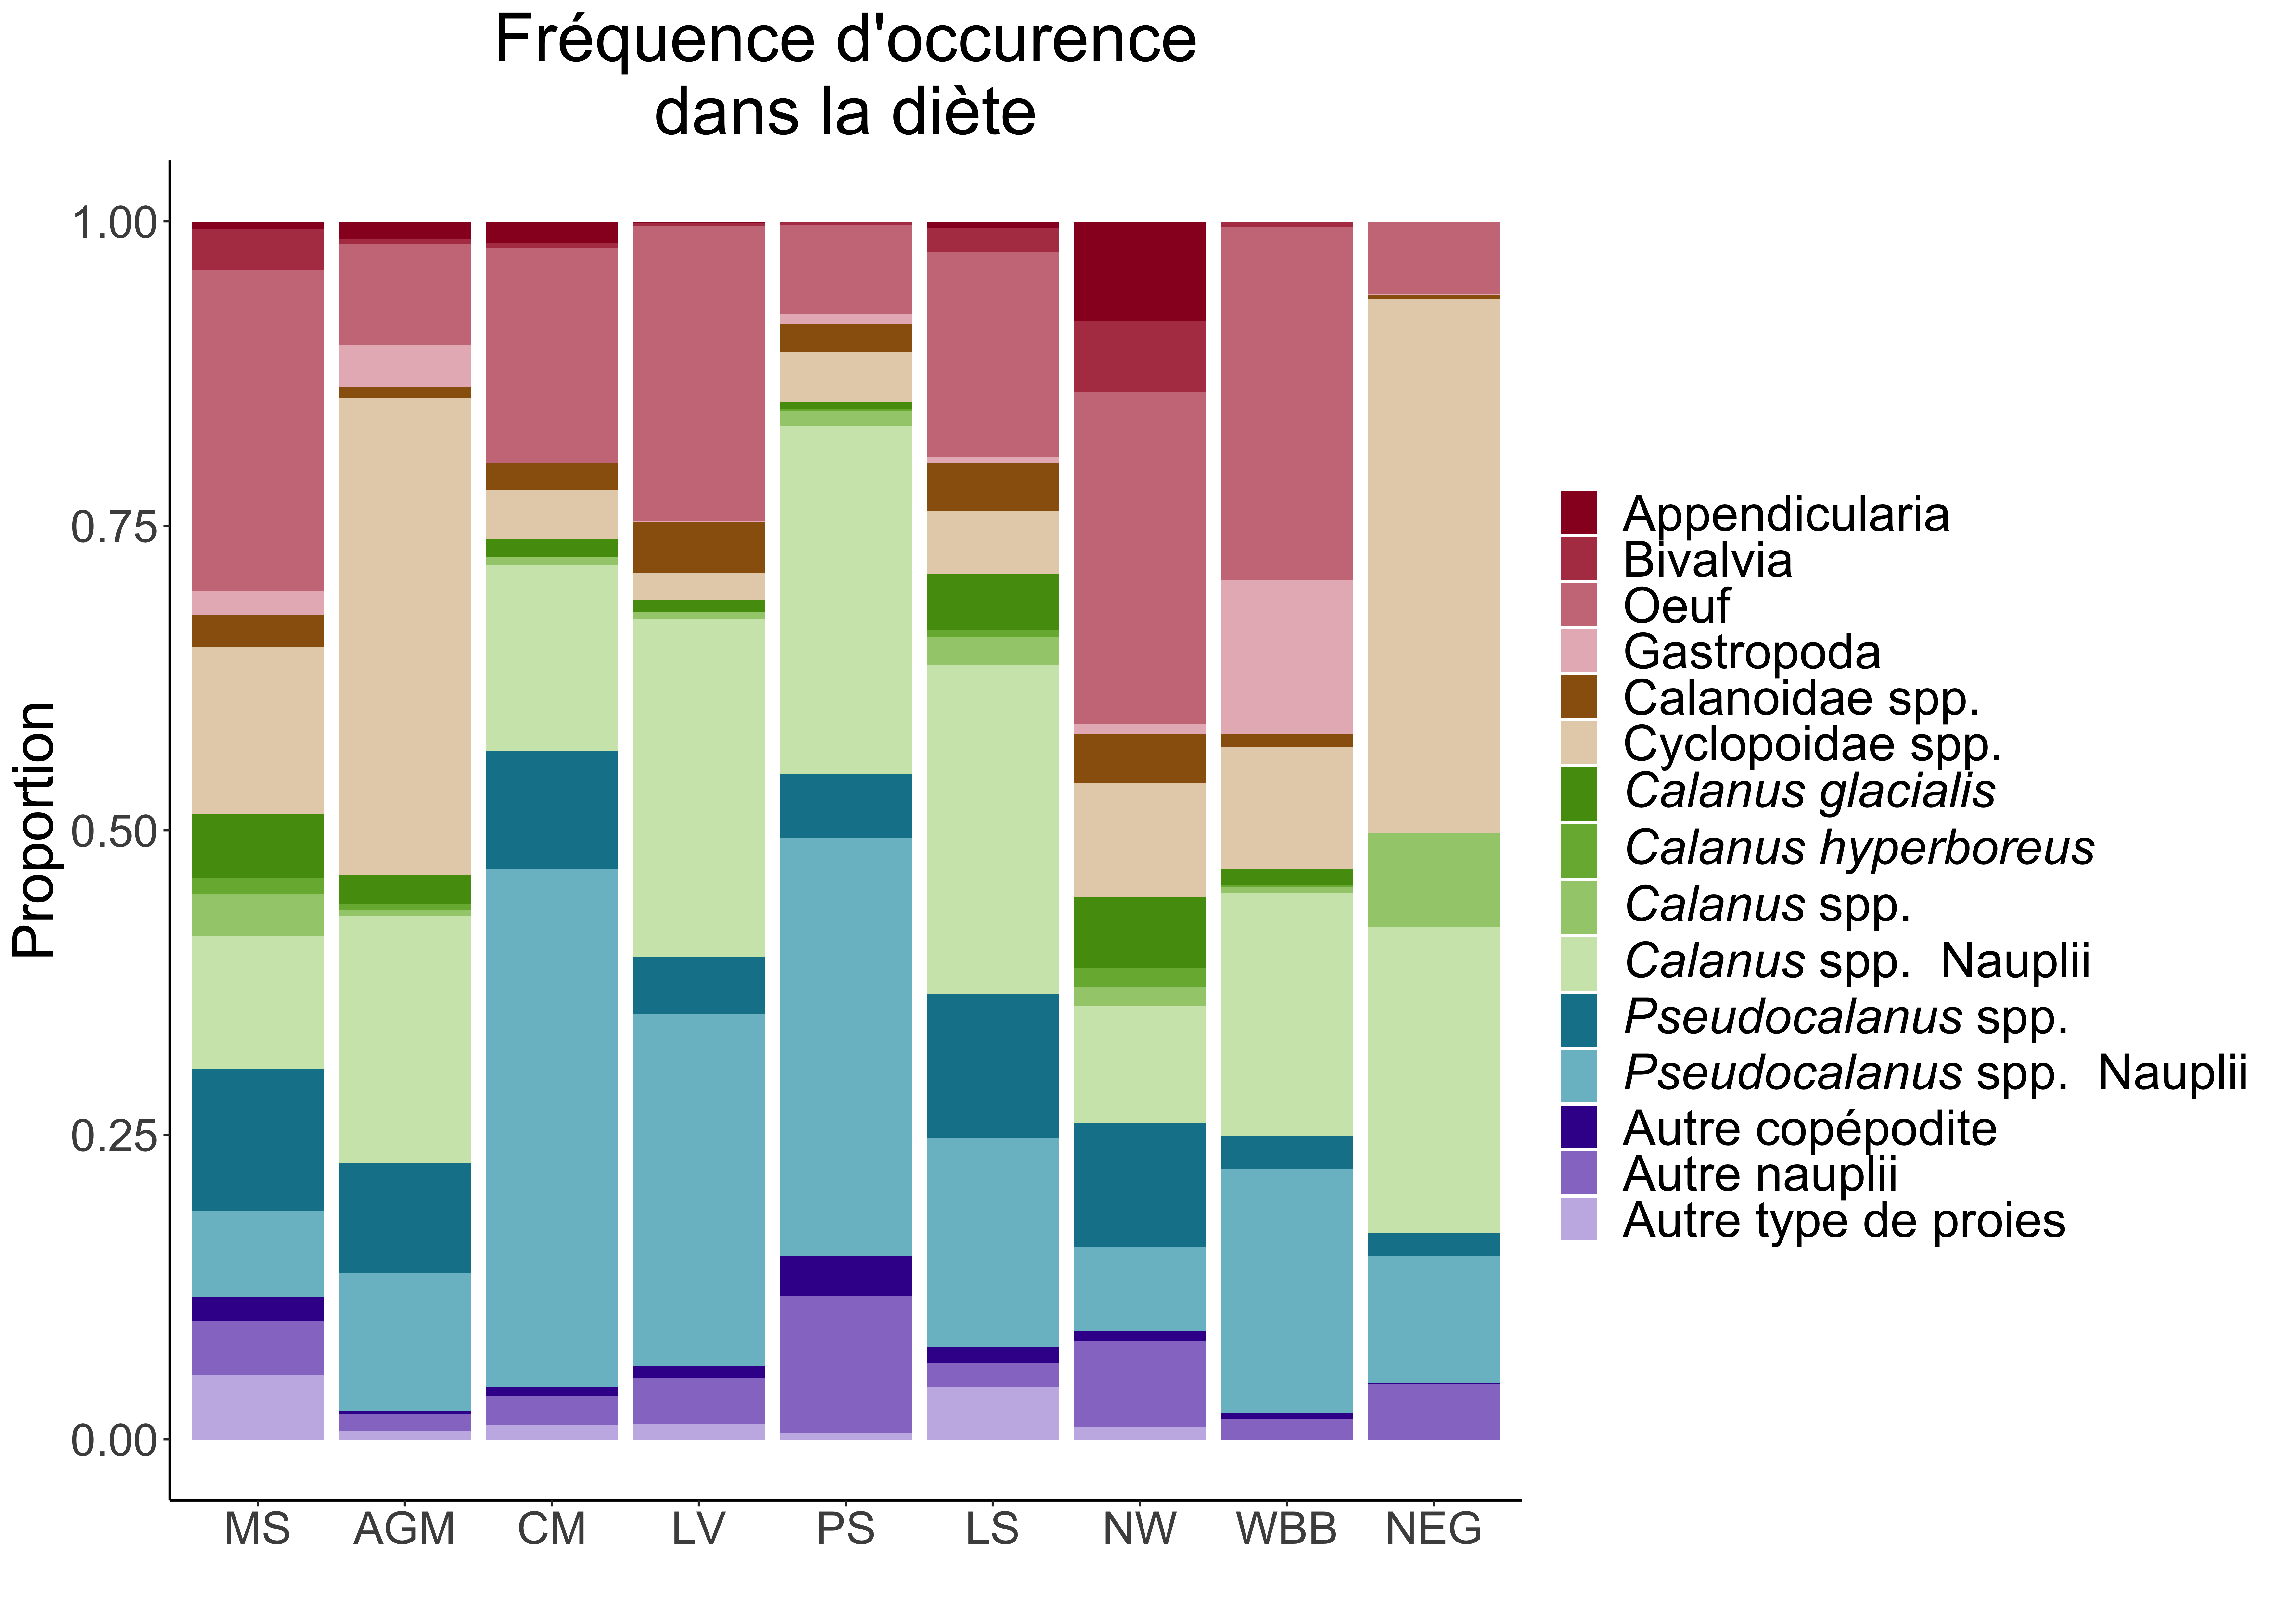 Fréquence d'occurence
dans la diète
Proportion
1.00
0.75
0.50
0.25
0.00
MS AGM CM LV PS LS NW WBB NEG
Appendicularia
Bivalvia
Oeuf
Gastropoda
Calanoidae spp.
Cyclopoidae spp.
Calanus glacialis
Calanus hyperboreus
Calanus spp.
Calanus spp. Nauplii
Pseudocalanus spp.
Pseudocalanus spp. Nauplii
Autre copépodite
Autre nauplii
Autre type de proies